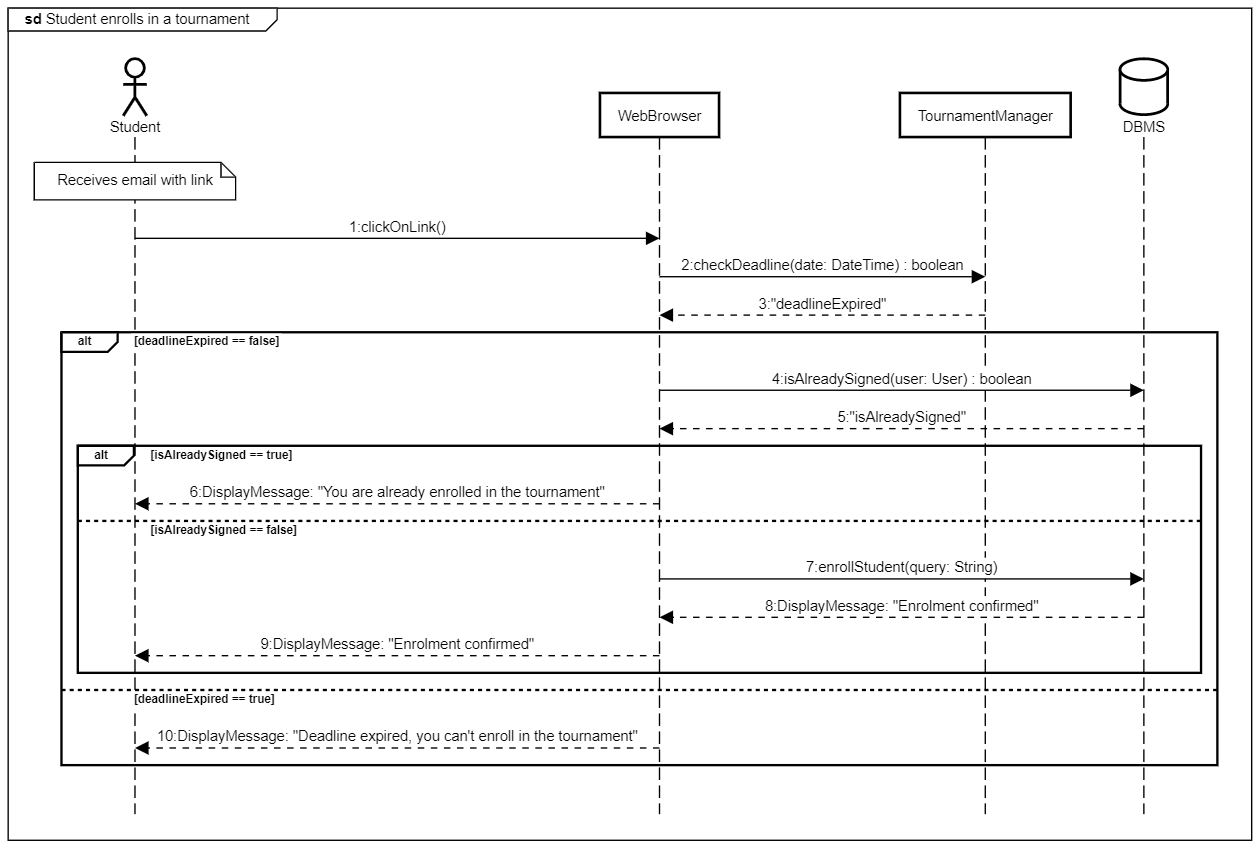 sd Student enrolls in a tournament
Student
WebBrowser
TournamentManager
DBMS
Receives email with link
1:clickOnLink()
2:checkDeadline(date: DateTime) : boolean
3:"deadlineExpired"
alt
[deadlineExpired == false]
4:isAlreadySigned(user: User) : boolean
5:"isAlreadySigned"
alt
[isAlreadySigned == true]
6:DisplayMessage: "You are already enrolled in the tournament"
[isAlreadySigned == false]
7:enrollStudent(query: String)
8:DisplayMessage: "Enrolment confirmed"
9:DisplayMessage: "Enrolment confirmed"
[deadlineExpired == true]
10:DisplayMessage: "Deadline expired, you can't enroll in the tournament"